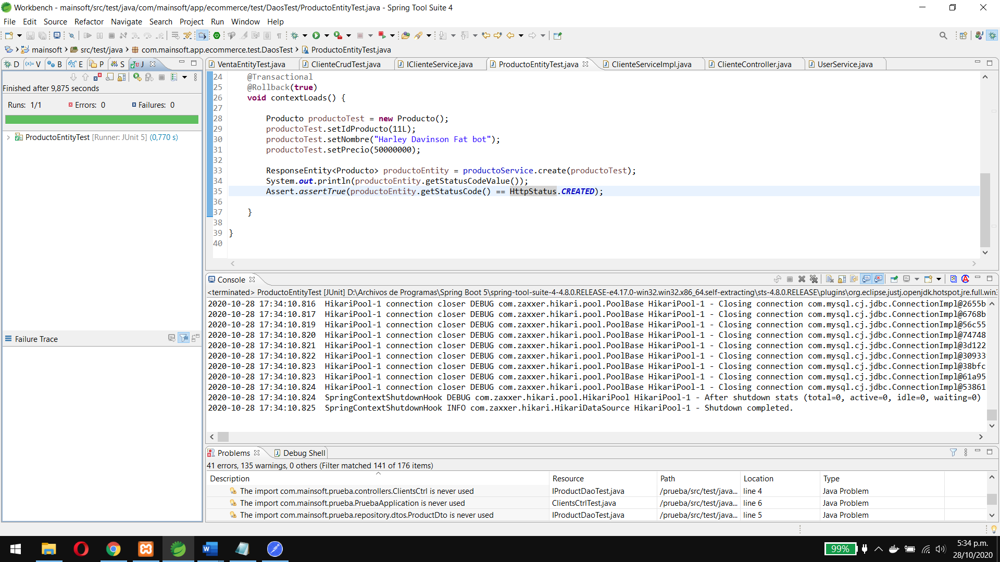 Workbench - mainsoft/src/test/java/com/mainsoft/app/ecommerce/test/DaosTest/ProductoEntityTest.java - Spring Tool Suite 4
File Edit Source Refactor Navigate Search Project Run Window Help
mainsoft src/test/java com.mainsoft.app.ecommerce.test.DaosTest ProductoEntityTest.java
D V B E P S J
Finished after 9,875 seconds
Runs: 1/1 Errors: 0 Failures: 0
ProductoEntityTest [Runner: JUnit 5] (0,770 s)
Failure Trace
VentaEntityTest.java ClienteCrudTest.java IClienteService.java ProductoEntityTest.java ClienteServiceImpl.java ClienteController.java UserService.java
24 @Transactional
25 @Rollback(true)
26 void contextLoads() {
27
28 Producto productoTest = new Producto();
29 productoTest.setIdProducto(11L);
30 productoTest.setNombre("Harley Davinson Fat bot");
31 productoTest.setPrecio(50000000);
32
33 ResponseEntity<Producto> productoEntity = productoService.create(productoTest);
34 System.out.println(productoEntity.getStatusCodeValue());
35 Assert.assertTrue(productoEntity.getStatusCode() == HttpStatus.CREATED);
36
37 }
38
39 }
40
Console
<terminated> ProductoEntityTest [JUnit] D:\Archivos de Programas\Spring Boot 5\spring-tool-suite-4-4.8.0.RELEASE-e4.17.0-win32.win32.x86_64.self-extracting\sts-4.8.0.RELEASE\plugins\org.eclipse.justj.openjdk.hotspot.jre.full.win3
2020-10-28 17:34:10.816 HikariPool-1 connection closer DEBUG com.zaxxer.hikari.pool.PoolBase HikariPool-1 - Closing connection com.mysql.cj.jdbc.ConnectionImpl@2655b
2020-10-28 17:34:10.817 HikariPool-1 connection closer DEBUG com.zaxxer.hikari.pool.PoolBase HikariPool-1 - Closing connection com.mysql.cj.jdbc.ConnectionImpl@6768b
2020-10-28 17:34:10.819 HikariPool-1 connection closer DEBUG com.zaxxer.hikari.pool.PoolBase HikariPool-1 - Closing connection com.mysql.cj.jdbc.ConnectionImpl@56c55
2020-10-28 17:34:10.820 HikariPool-1 connection closer DEBUG com.zaxxer.hikari.pool.PoolBase HikariPool-1 - Closing connection com.mysql.cj.jdbc.ConnectionImpl@74748
2020-10-28 17:34:10.821 HikariPool-1 connection closer DEBUG com.zaxxer.hikari.pool.PoolBase HikariPool-1 - Closing connection com.mysql.cj.jdbc.ConnectionImpl@3d122
2020-10-28 17:34:10.822 HikariPool-1 connection closer DEBUG com.zaxxer.hikari.pool.PoolBase HikariPool-1 - Closing connection com.mysql.cj.jdbc.ConnectionImpl@30933
2020-10-28 17:34:10.823 HikariPool-1 connection closer DEBUG com.zaxxer.hikari.pool.PoolBase HikariPool-1 - Closing connection com.mysql.cj.jdbc.ConnectionImpl@38bfc
2020-10-28 17:34:10.823 HikariPool-1 connection closer DEBUG com.zaxxer.hikari.pool.PoolBase HikariPool-1 - Closing connection com.mysql.cj.jdbc.ConnectionImpl@61a95
2020-10-28 17:34:10.824 HikariPool-1 connection closer DEBUG com.zaxxer.hikari.pool.PoolBase HikariPool-1 - Closing connection com.mysql.cj.jdbc.ConnectionImpl@53861
2020-10-28 17:34:10.824 SpringContextShutdownHook DEBUG com.zaxxer.hikari.pool.HikariPool HikariPool-1 - After shutdown stats (total=0, active=0, idle=0, waiting=0)
2020-10-28 17:34:10.825 SpringContextShutdownHook INFO com.zaxxer.hikari.HikariDataSource HikariPool-1 - Shutdown completed.
Problems Debug Shell
41 errors, 135 warnings, 0 others (Filter matched 141 of 176 items)
Description Resource Path Location Type
The import com.mainsoft.prueba.controllers.ClientsCtrl is never used IProductDaoTest.java /prueba/src/test/java... line 4 Java Problem
The import com.mainsoft.prueba.PruebaApplication is never used ClientsCtrlTest.java /prueba/src/test/java... line 6 Java Problem
The import com.mainsoft.prueba.repository.dtos.ProductDto is never used IProductDaoTest.java /prueba/src/test/java... line 5 Java Problem
99%
5:34 p.m.
28/10/2020